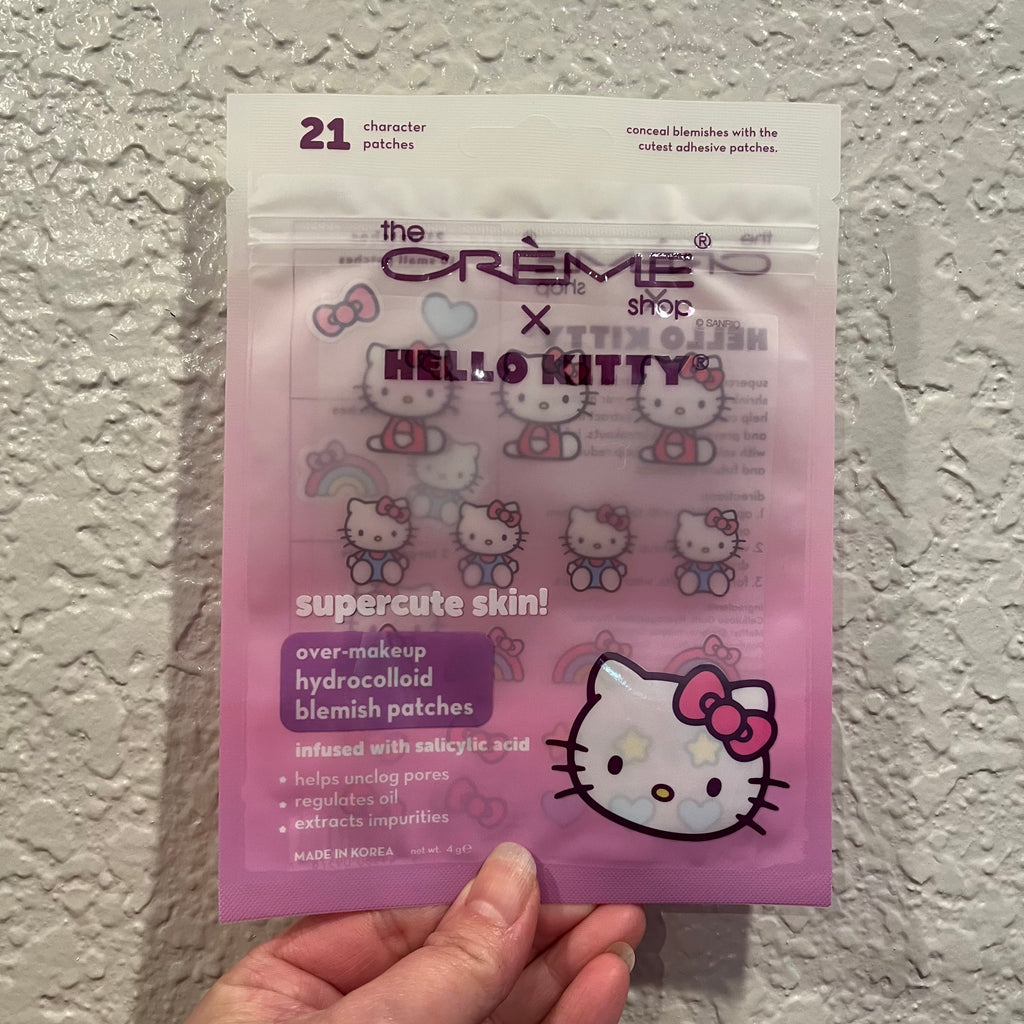 21 character
patches
conceal blemishes with the
cutest adhesive patches.
the
CRÈME®
shop
X
© SANRIO
HELLO KITTY®
supercute skin!
over-makeup
hydrocolloid
blemish patches
infused with salicylic acid
• helps unclog pores
• regulates oil
• extracts impurities
MADE IN KOREA net wt. 4 g℮